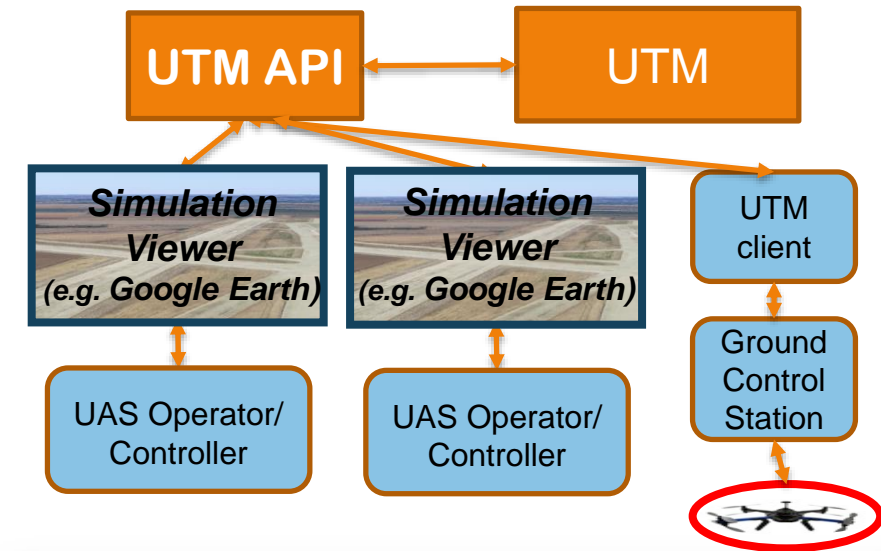 UTM API
UTM
Simulation
Viewer
(e.g. Google Earth)
Simulation
Viewer
(e.g. Google Earth)
UTM
client
Ground
Control
Station
UAS Operator/
Controller
UAS Operator/
Controller